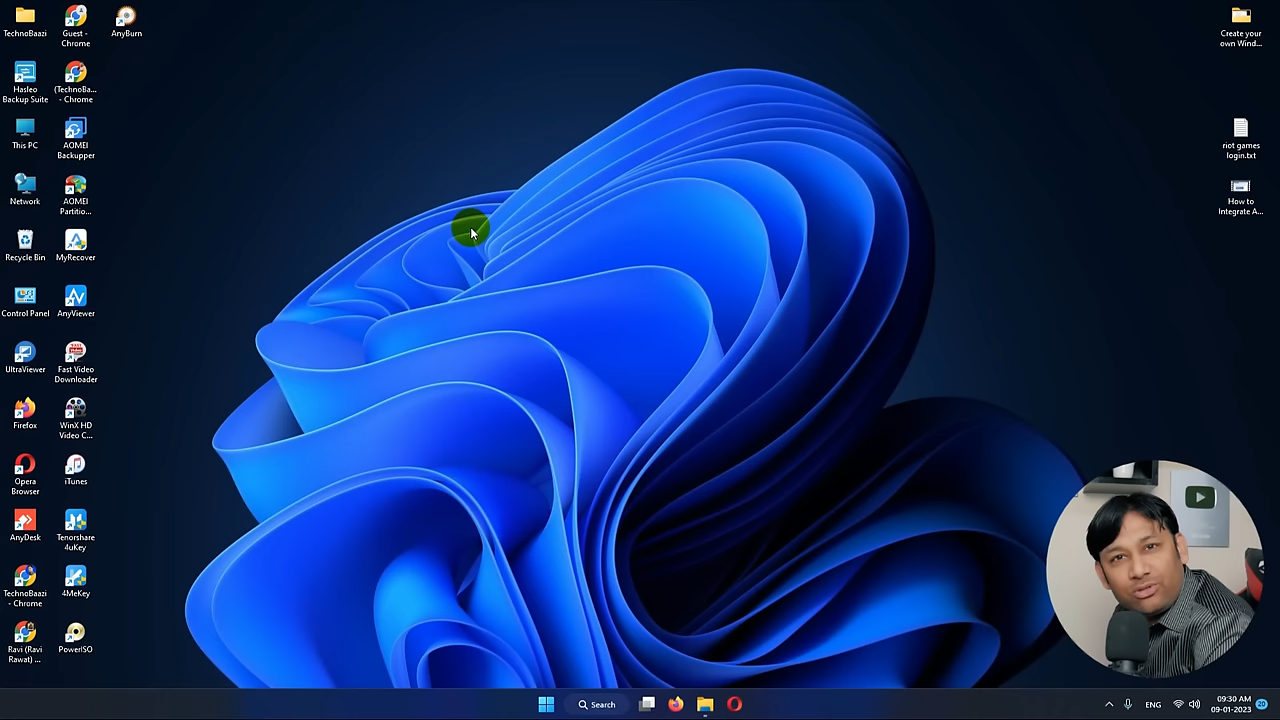 TechnoBaazi
Guest -
Chrome
AnyBurn
Hasleo
Backup Suite
(TechnoBa...
- Chrome
This PC
AOMEI
Backupper
Network
AOMEI
Partitio...
Recycle Bin
MyRecover
Control Panel
AnyViewer
UltraViewer
Fast Video
Downloader
Firefox
WinX HD
Video C...
Opera
Browser
iTunes
AnyDesk
Tenorshare
4uKey
TechnoBaazi
- Chrome
4MeKey
Ravi (Ravi
Rawat) ...
PowerISO
Create your
own Wind...
riot games
login.txt
How to
Integrate A...
Search
ENG
09:30 AM
09-01-2023
20